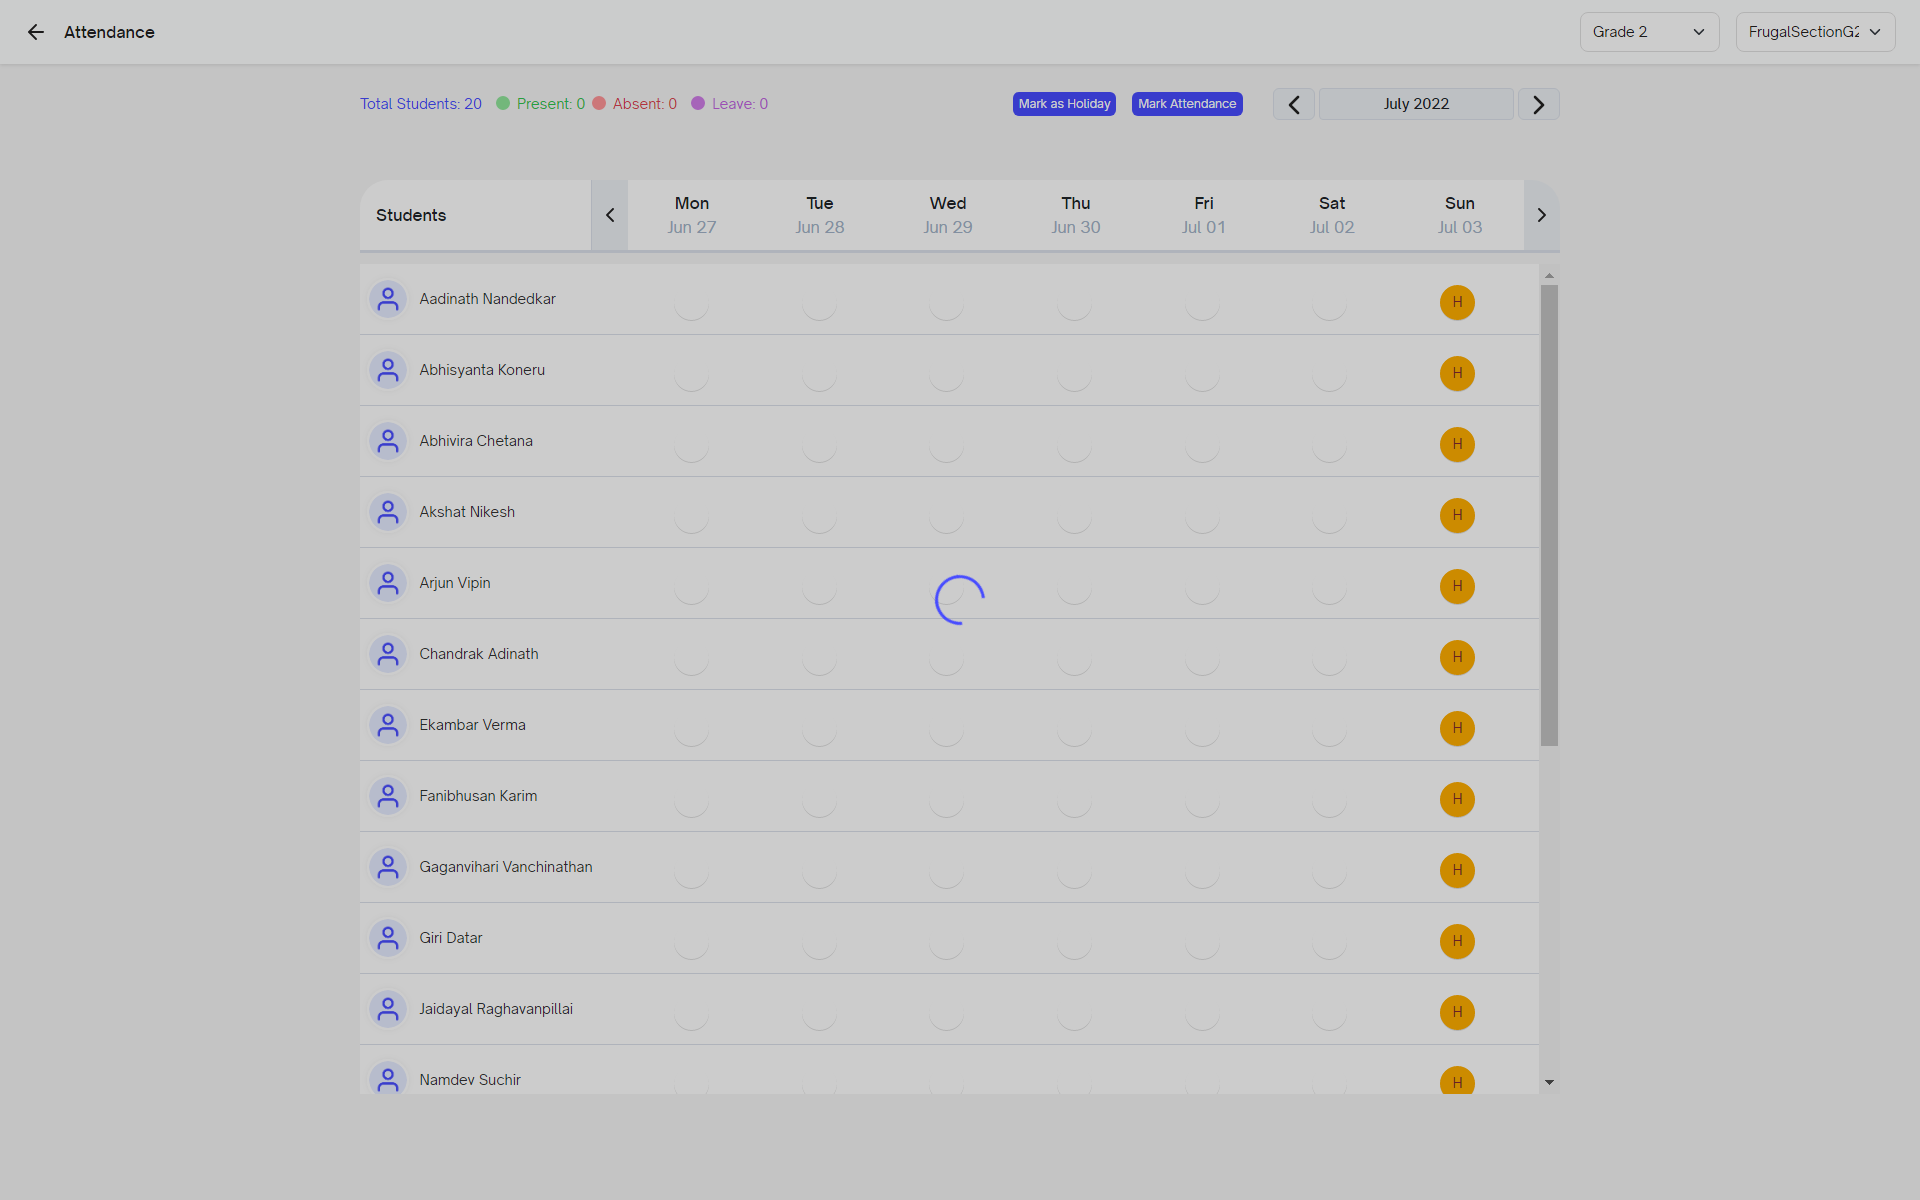 Attendance
Grade 2
FrugalSectionG2
Total Students: 20 Present: 0 Absent: 0 Leave: 0
Mark as Holiday
Mark Attendance
July 2022
Students
Mon Tue Wed Thu Fri Sat Sun
Jun 27 Jun 28 Jun 29 Jun 30 Jul 01 Jul 02 Jul 03
Aadinath Nandedkar H
Abhisyanta Koneru H
Abhivira Chetana H
Akshat Nikesh H
Arjun Vipin H
Chandrak Adinath H
Ekambar Verma H
Fanibhusan Karim H
Gaganvihari Vanchinathan H
Giri Datar H
Jaidayal Raghavanpillai H
Namdev Suchir H